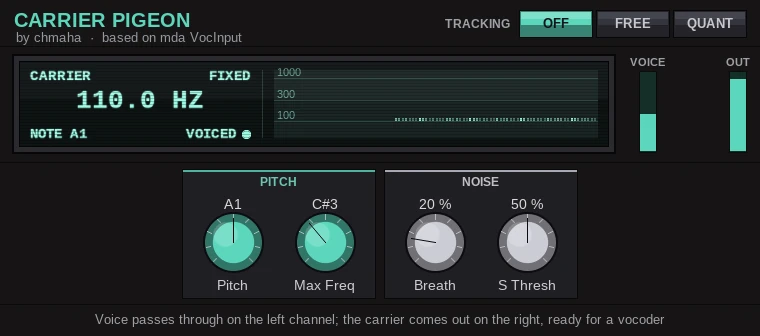 CARRIER PIGEON
by chmaha · based on mda VocInput
TRACKING OFF FREE QUANT
CARRIER FIXED
110.0 HZ
NOTE A1 VOICED
1000
300
100
VOICE OUT
PITCH
A1 C#3
Pitch Max Freq
NOISE
20 % 50 %
Breath S Thresh
Voice passes through on the left channel; the carrier comes out on the right, ready for a vocoder